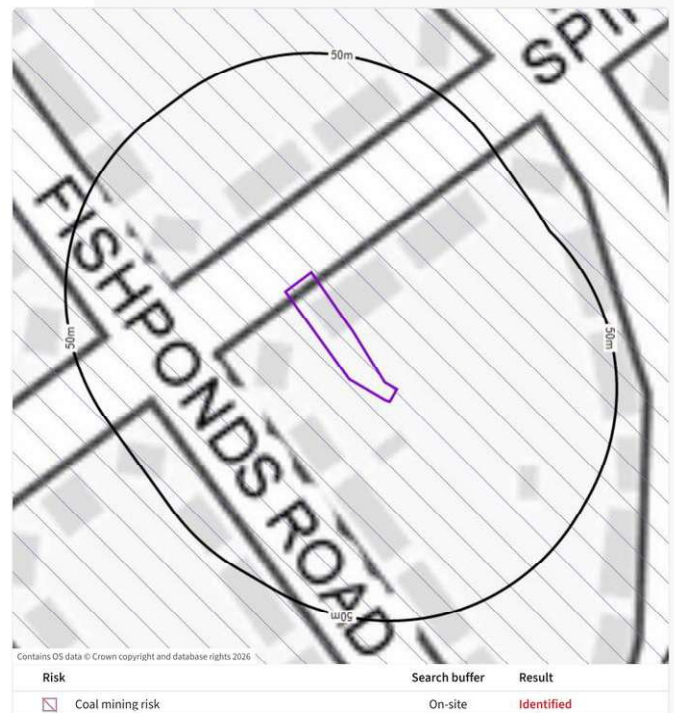 50m
SPI
FISHPONDS ROAD
50m
50m
50m
Contains OS data © Crown copyright and database rights 2026
Risk Search buffer Result
Coal mining risk On-site Identified